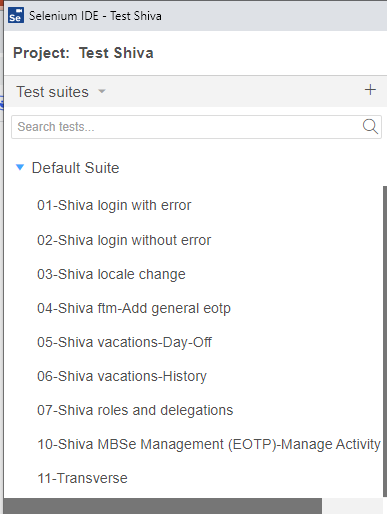 Se Selenium IDE - Test Shiva
Project: Test Shiva
Test suites
+
Search tests...
Default Suite
01-Shiva login with error
02-Shiva login without error
03-Shiva locale change
04-Shiva ftm-Add general eotp
05-Shiva vacations-Day-Off
06-Shiva vacations-History
07-Shiva roles and delegations
10-Shiva MBSe Management (EOTP)-Manage Activity
11-Transverse